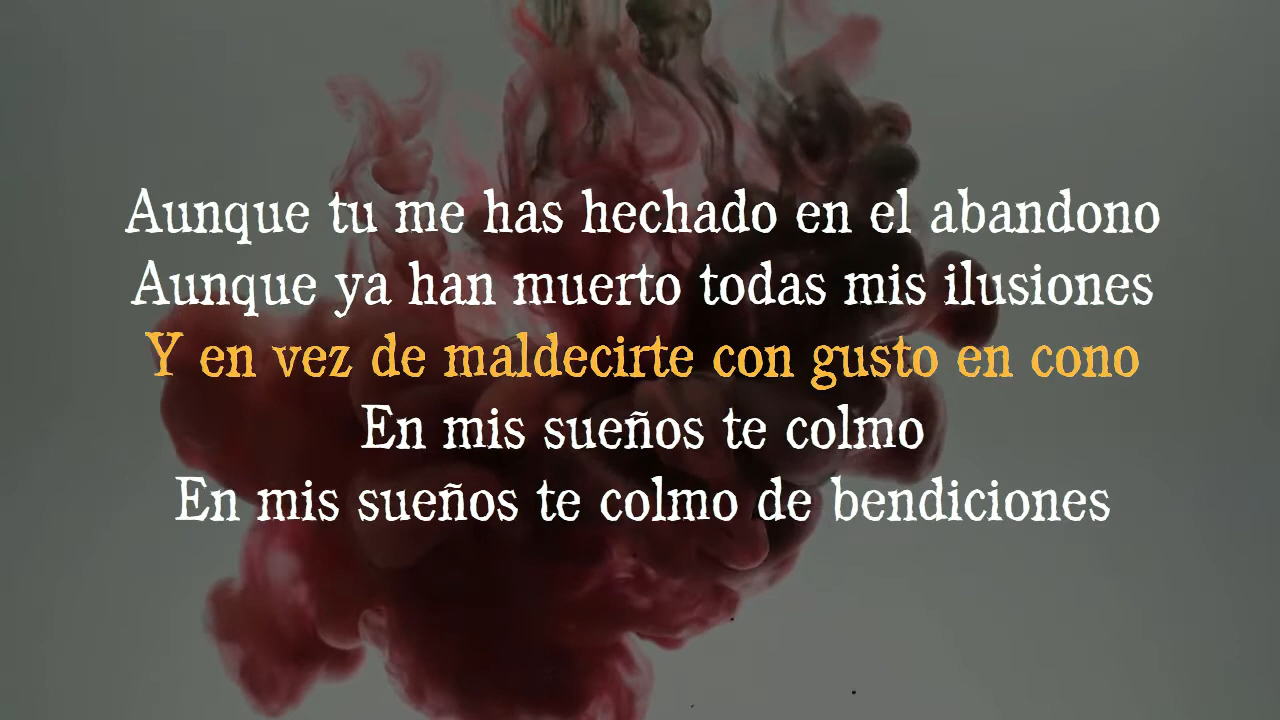 Aunque tu me has hechado en el abandono
Aunque ya han muerto todas mis ilusiones
Y en vez de maldecirte con gusto en cono
En mis sueños te colmo
En mis sueños te colmo de bendiciones